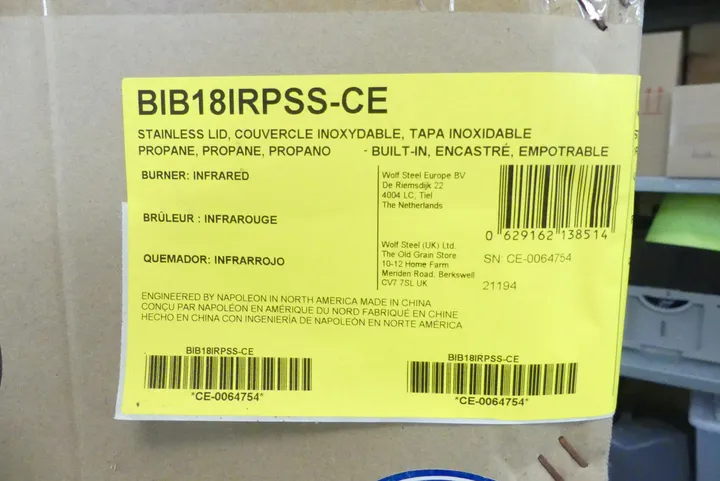 BIB18IRPSS-CE
STAINLESS LID, COUVERCLE INOXYDABLE, TAPA INOXIDABLE
PROPANE, PROPANE, PROPANO - BUILT-IN, ENCASTRÉ, EMPOTRABLE
BURNER: INFRARED
BRÛLEUR : INFRAROUGE
QUEMADOR: INFRARROJO
Wolf Steel Europe BV
De Riemsdijk 22
4004 LC, Tiel
The Netherlands
Wolf Steel (UK) Ltd.
The Old Grain Store
10-12 Home Farm
Meriden Road, Berkswell
CV7 7SL UK
0 629162 138514
SN: CE-0064754
21194
ENGINEERED BY NAPOLEON IN NORTH AMERICA MADE IN CHINA
CONÇU PAR NAPOLÉON EN AMÉRIQUE DU NORD FABRIQUÉ EN CHINE
HECHO EN CHINA CON INGENIERÍA DE NAPOLEÓN EN NORTE AMÉRICA
BIB18IRPSS-CE
*CE-0064754*
BIB18IRPSS-CE
*CE-0064754*